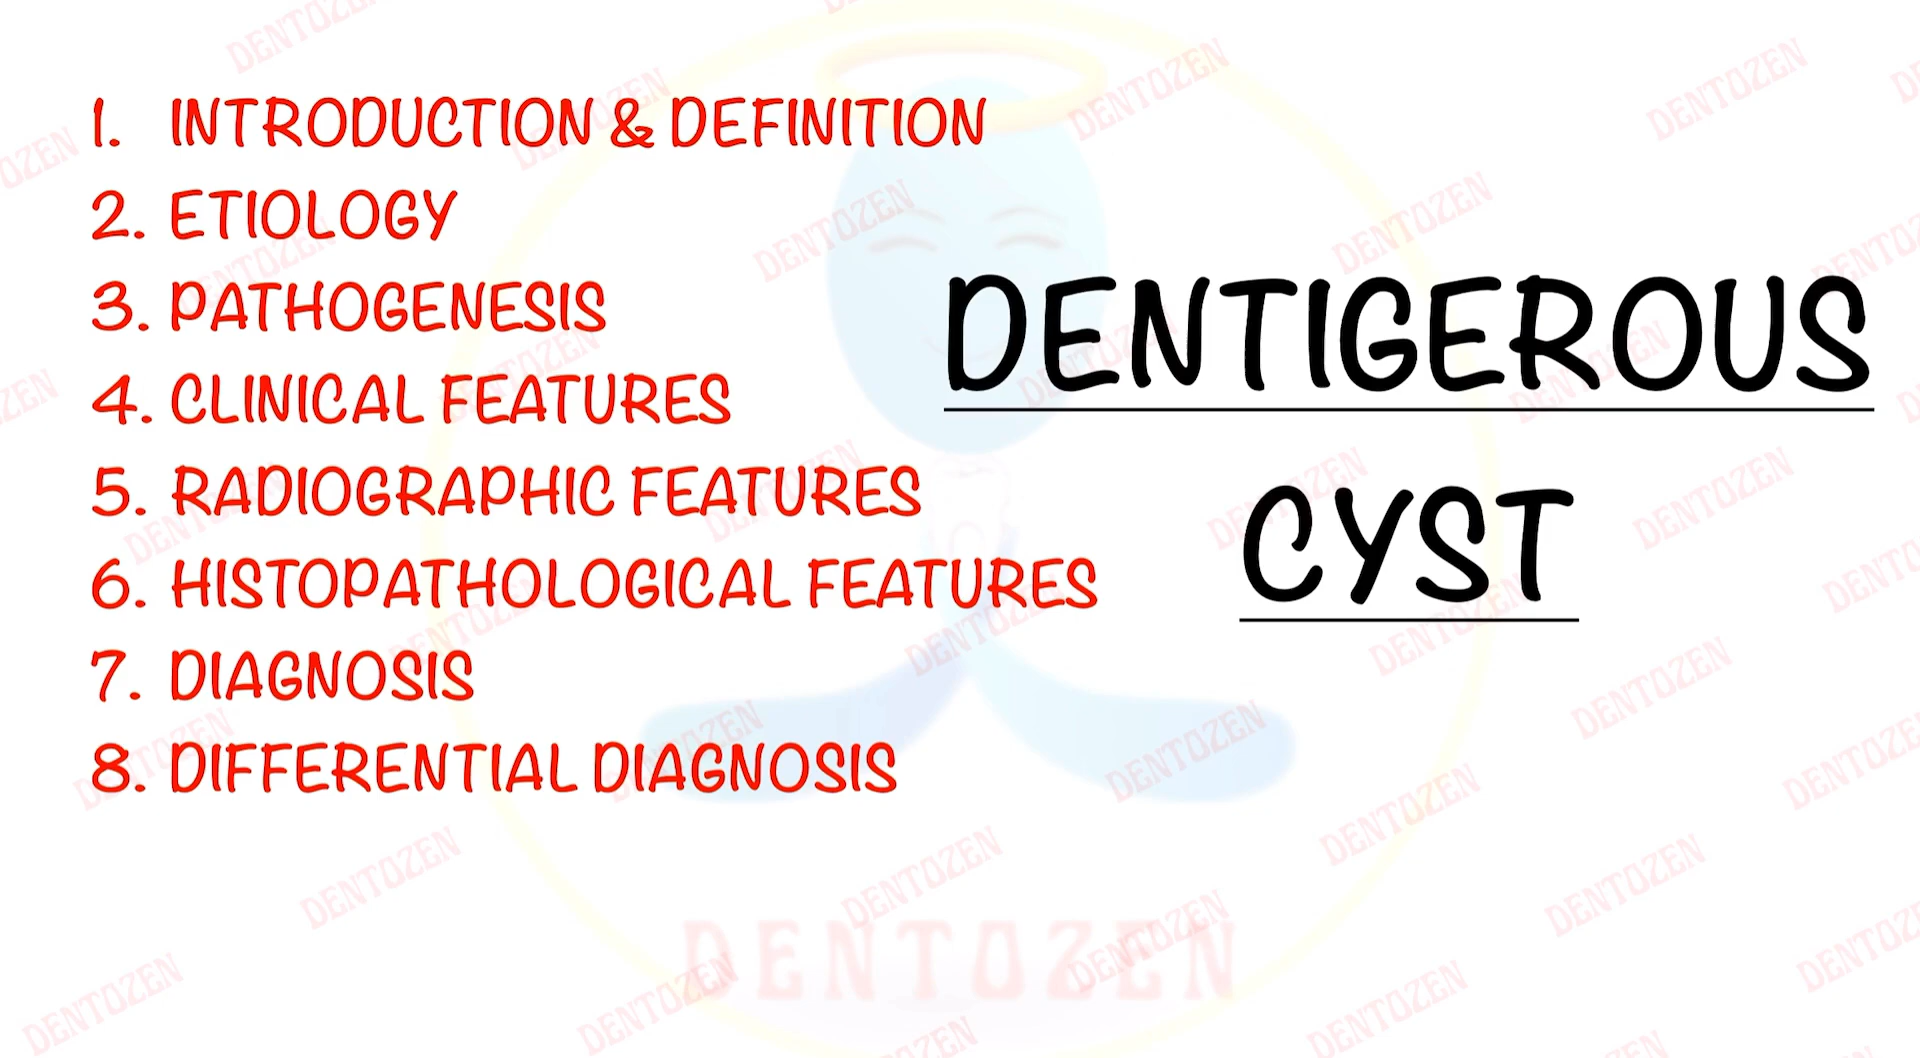 1. INTRODUCTION & DEFINITION
2. ETIOLOGY
3. PATHOGENESIS
4. CLINICAL FEATURES
5. RADIOGRAPHIC FEATURES
6. HISTOPATHOLOGICAL FEATURES
7. DIAGNOSIS
8. DIFFERENTIAL DIAGNOSIS
DENTIGEROUS
CYST
DENTOZEN